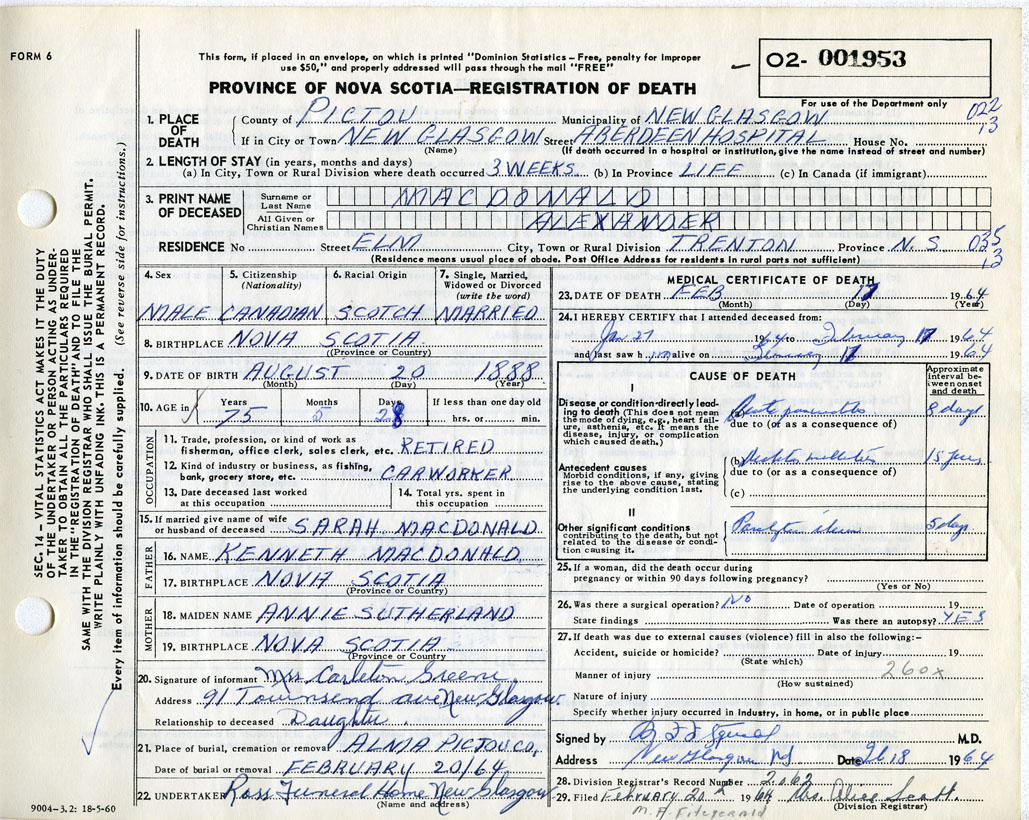 FORM 6
This form, if placed in an envelope, on which is printed "Dominion Statistics – Free, penalty for improper
use $50," and properly addressed will pass through the mail "FREE"
O2- 001953
PROVINCE OF NOVA SCOTIA—REGISTRATION OF DEATH
For use of the Department only
022
13
1. PLACE OF DEATH
County of PICTOU Municipality of NEW GLASGOW
If in City or Town NEW GLASGOW Street ABERDEEN HOSPITAL House No.
(Name) (If death occurred in a hospital or institution, give the name instead of street and number)
2. LENGTH OF STAY (in years, months and days)
(a) In City, Town or Rural Division where death occurred 3 WEEKS (b) In Province LIFE (c) In Canada (if immigrant)
3. PRINT NAME OF DECEASED
Surname or Last Name MACDONALD
All Given or Christian Names ALEXANDER
RESIDENCE No Street ELM City, Town or Rural Division TRENTON Province N.S. 035
13
(Residence means usual place of abode. Post Office Address for residents in rural parts not sufficient)
4. Sex 5. Citizenship (Nationality) 6. Racial Origin 7. Single, Married, Widowed or Divorced (write the word)
MALE CANADIAN SCOTCH MARRIED
8. BIRTHPLACE NOVA SCOTIA
(Province or Country)
9. DATE OF BIRTH AUGUST 20 1888
(Month) (Day) (Year)
10. AGE in Years Months Days If less than one day old
75 5 28 hrs. or min.
OCCUPATION
11. Trade, profession, or kind of work as
fisherman, office clerk, sales clerk, etc. RETIRED
12. Kind of industry or business, as fishing,
bank, grocery store, etc. CARWORKER
13. Date deceased last worked at this occupation
14. Total yrs. spent in this occupation
15. If married give name of wife
or husband of deceased SARAH MACDONALD
FATHER
16. NAME KENNETH MACDONALD
17. BIRTHPLACE NOVA SCOTIA
(Province or Country)
MOTHER
18. MAIDEN NAME ANNIE SUTHERLAND
19. BIRTHPLACE NOVA SCOTIA
(Province or Country)
20. Signature of informant Mrs Carleton Greene
Address 91 Townsend ave New Glasgow
Relationship to deceased Daughter.
21. Place of burial, cremation or removal ALMA PICTOU CO,
Date of burial or removal FEBRUARY 20/64
22. UNDERTAKER Ross Funeral Home New Glasgow
(Name and address)
MEDICAL CERTIFICATE OF DEATH
23. DATE OF DEATH FEB 17 1964
(Month) (Day) (Year)
24. I HEREBY CERTIFY that I attended deceased from:
Jan 27 1964 to February 17 1964
and last saw him alive on February 17 1964
CAUSE OF DEATH
Approximate interval between onset and death
I
Disease or condition directly leading to death (This does not mean the mode of dying, e.g., heart failure, asthenia, etc. It means the disease, injury, or complication which caused death.)
(a) 8 days
due to (or as a consequence of)
Antecedent causes
Morbid conditions, if any, giving rise to the above cause, stating the underlying condition last.
(b) Diabetes mellitus 15 years
due to (or as a consequence of)
(c)
II
Other significant conditions contributing to the death, but not related to the disease or condition causing it.
Paralytic ileus 5 days
25. If a woman, did the death occur during
pregnancy or within 90 days following pregnancy?
(Yes or No)
26. Was there a surgical operation? No Date of operation 19
State findings Was there an autopsy? YES
27. If death was due to external causes (violence) fill in also the following:–
Accident, suicide or homicide? Date of injury 19
(State which)
Manner of injury 260x
(How sustained)
Nature of injury
Specify whether injury occurred in Industry, in home, or in public place
Signed by M.D.
Address New Glasgow NS Date Feb 18 1964
28. Division Registrar's Record Number 2062
29. Filed February 20 1964 Mrs. Alice Scott.
(Division Registrar)
M. A. Fitzgerald
SEC. 14 – VITAL STATISTICS ACT MAKES IT THE DUTY
OF THE UNDERTAKER OR PERSON ACTING AS UNDER-
TAKER TO OBTAIN ALL THE PARTICULARS REQUIRED
IN THE "REGISTRATION OF DEATH" AND TO FILE THE
SAME WITH THE DIVISION REGISTRAR WHO SHALL ISSUE THE BURIAL PERMIT.
WRITE PLAINLY WITH UNFADING INK. THIS IS A PERMANENT RECORD.
Every item of information should be carefully supplied. (See reverse side for instructions.)
9004-3.2: 18-5-60